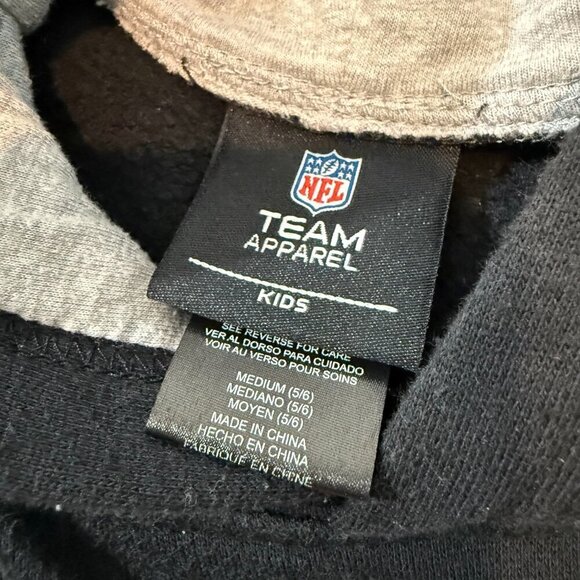 NFL
TEAM
APPAREL
KIDS
SEE REVERSE FOR CARE
VER AL DORSO PARA CUIDADO
VOIR AU VERSO POUR SOINS
MEDIUM (5/6)
MEDIANO (5/6)
MOYEN (5/6)
MADE IN CHINA
HECHO EN CHINA
FABRIQUÉ EN CHINE